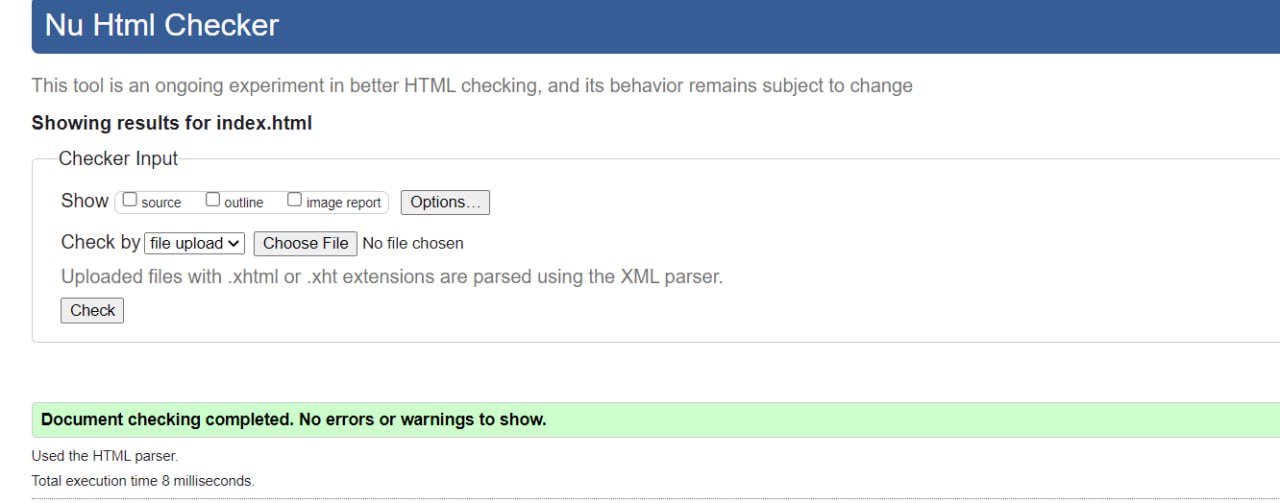 Nu Html Checker
This tool is an ongoing experiment in better HTML checking, and its behavior remains subject to change
Showing results for index.html
Checker Input
Show source outline image report Options...
Check by file upload Choose File No file chosen
Uploaded files with .xhtml or .xht extensions are parsed using the XML parser.
Check
Document checking completed. No errors or warnings to show.
Used the HTML parser.
Total execution time 8 milliseconds.